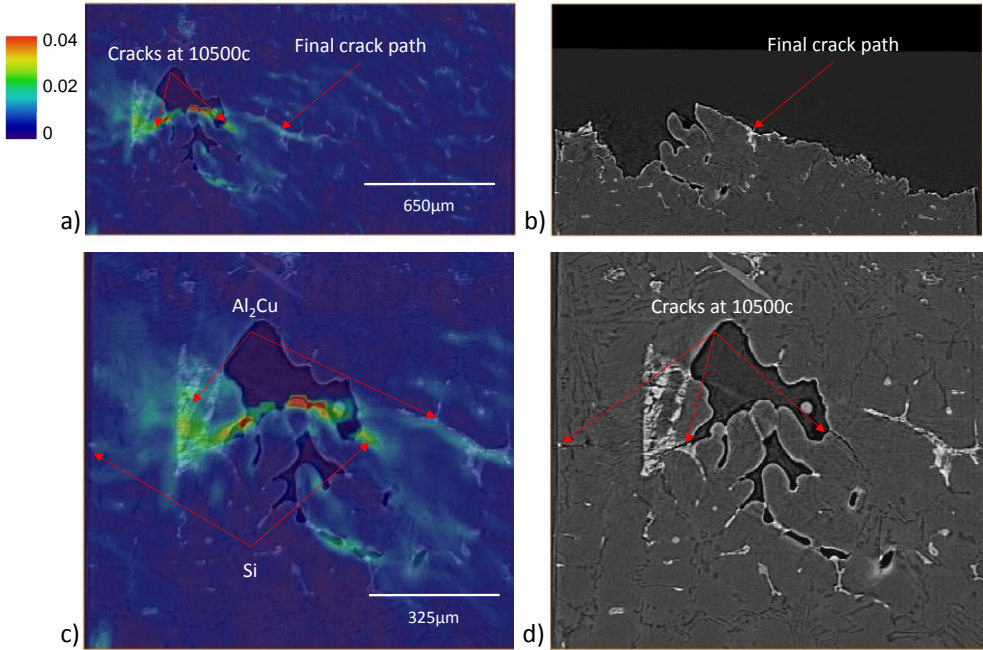 0.04
0.02
0
Cracks at 10500c
Final crack path
650µm
a)
Final crack path
b)
Al₂Cu
Si
325µm
c)
Cracks at 10500c
d)